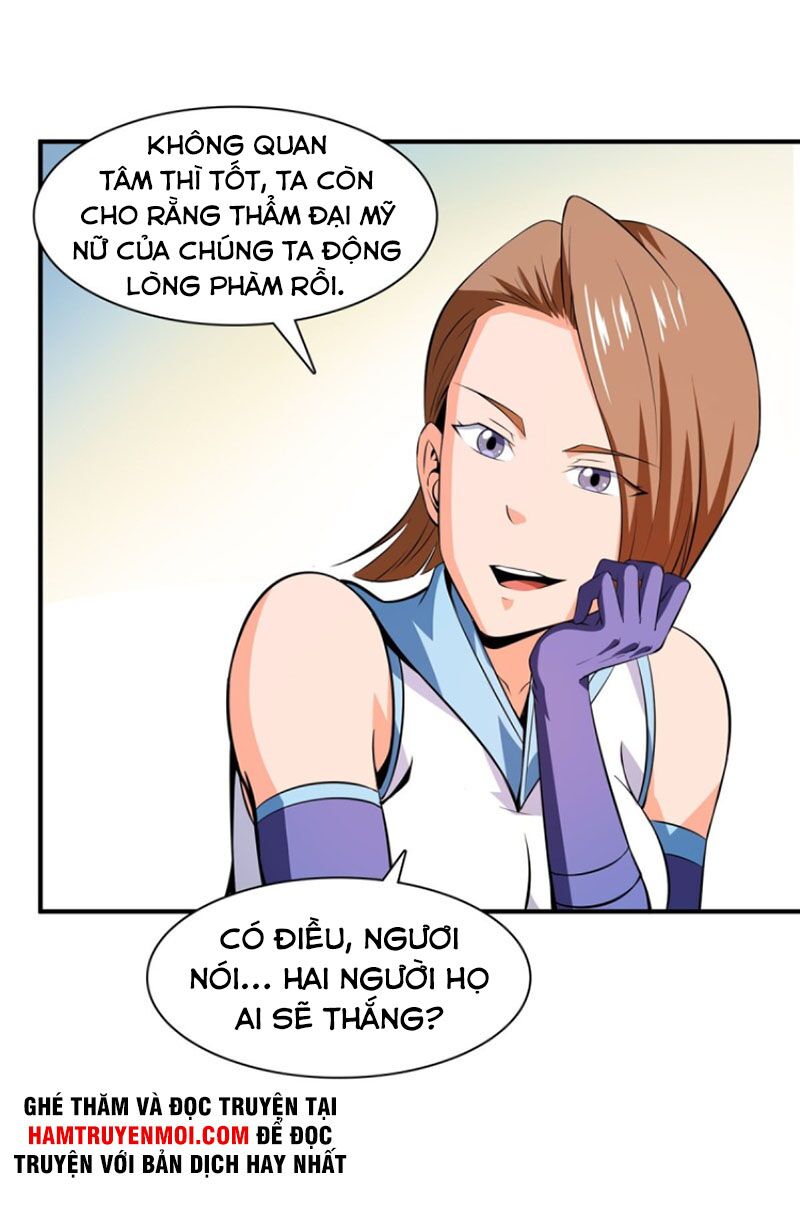 KHÔNG QUAN
TÂM THÌ TỐT, TA CÒN
CHO RẰNG THẨM ĐẠI MỸ
NỮ CỦA CHÚNG TA ĐỘNG
LÒNG PHÀM RỒI.
CÓ ĐIỀU, NGƯƠI
NÓI... HAI NGƯỜI HỌ
AI SẼ THẮNG?
GHÉ THĂM VÀ ĐỌC TRUYỆN TẠI
HAMTRUYENMOI.COM ĐỂ ĐỌC
TRUYỆN VỚI BẢN DỊCH HAY NHẤT